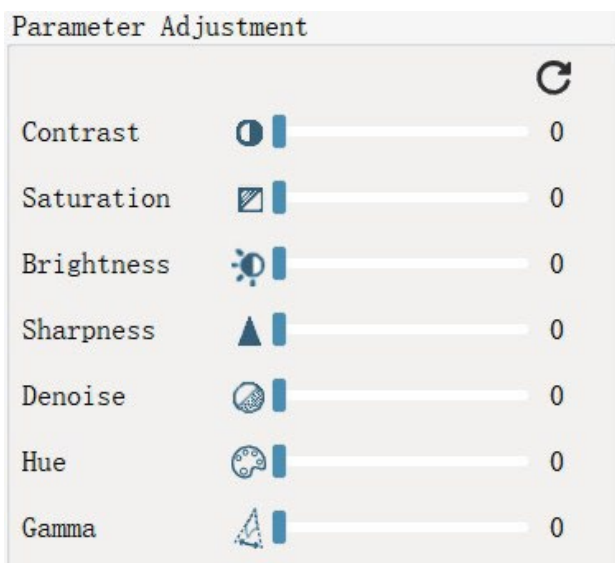 Parameter Adjustment
Contrast 0
Saturation 0
Brightness 0
Sharpness 0
Denoise 0
Hue 0
Gamma 0